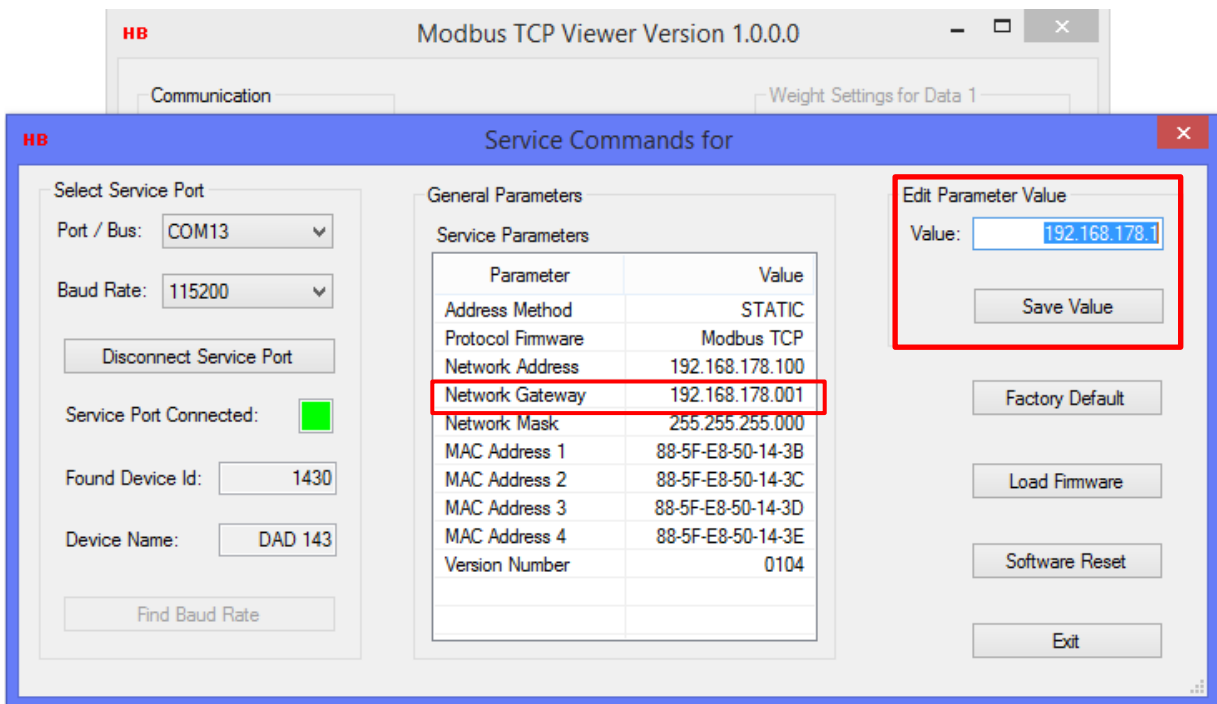 HB
Modbus TCP Viewer Version 1.0.0.0
Communication
Weight Settings for Data 1
HB
Service Commands for
Select Service Port
Port / Bus: COM13
Baud Rate: 115200
Disconnect Service Port
Service Port Connected:
Found Device Id: 1430
Device Name: DAD 143
Find Baud Rate
General Parameters
Service Parameters
Parameter Value
Address Method STATIC
Protocol Firmware Modbus TCP
Network Address 192.168.178.100
Network Gateway 192.168.178.001
Network Mask 255.255.255.000
MAC Address 1 88-5F-E8-50-14-3B
MAC Address 2 88-5F-E8-50-14-3C
MAC Address 3 88-5F-E8-50-14-3D
MAC Address 4 88-5F-E8-50-14-3E
Version Number 0104
Edit Parameter Value
Value: 192.168.178.1
Save Value
Factory Default
Load Firmware
Software Reset
Exit